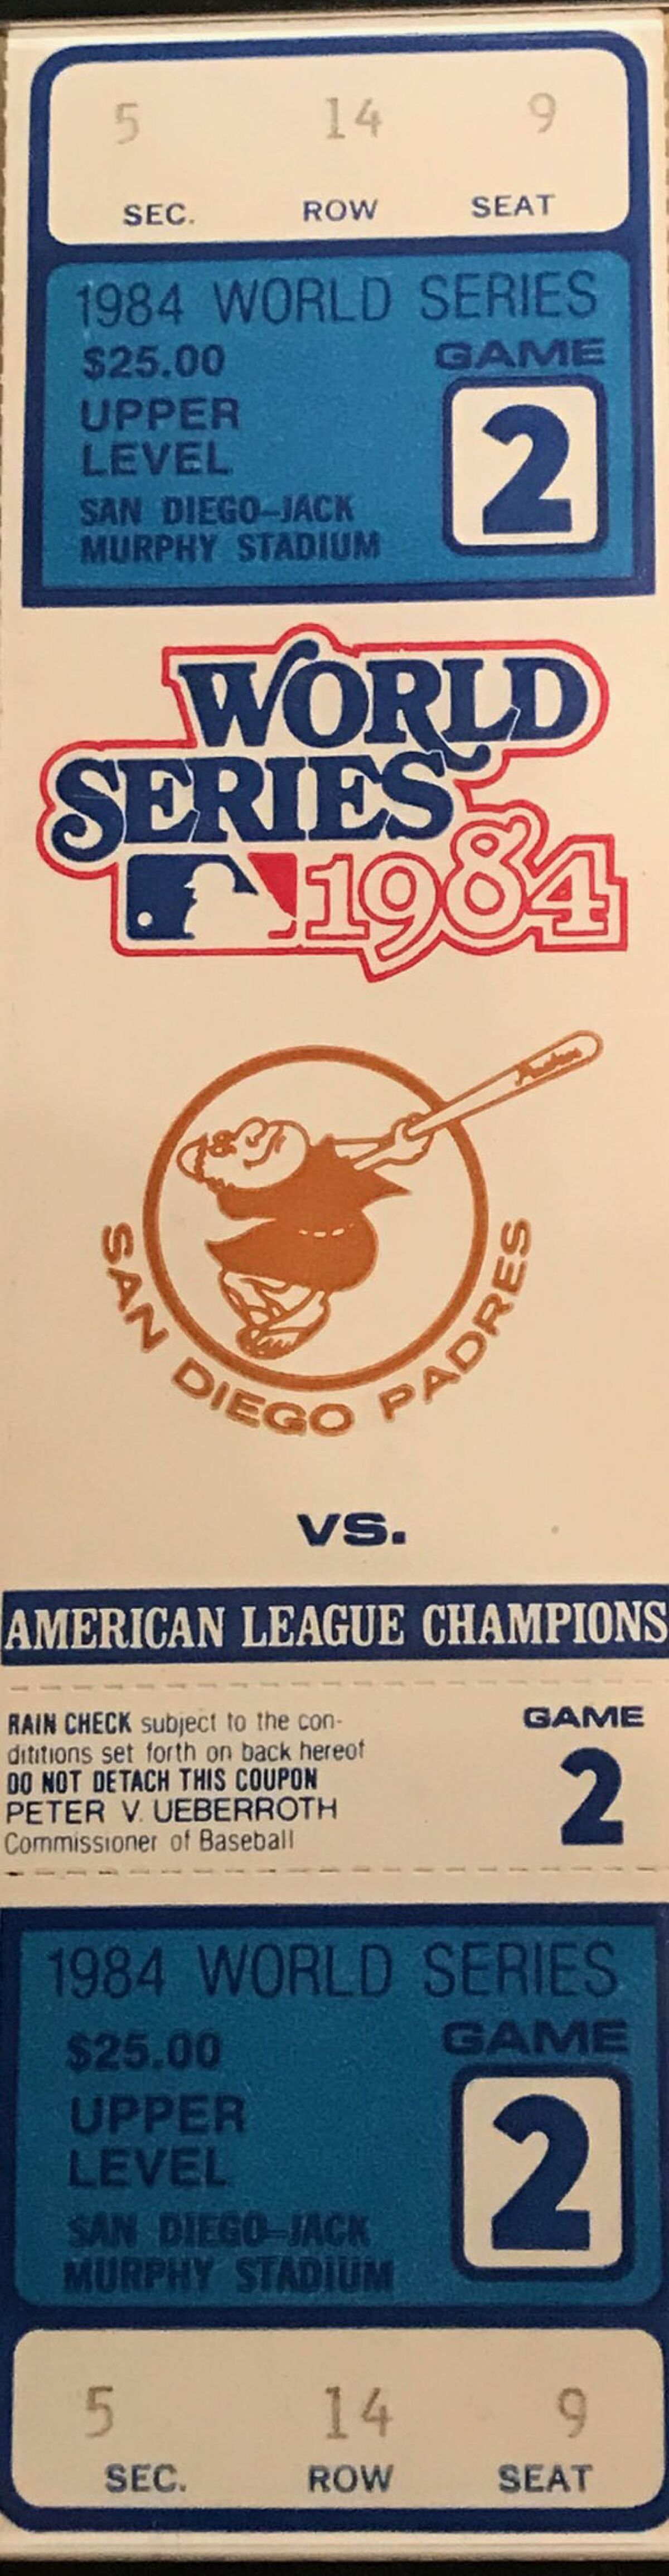 5 14 9
SEC. ROW SEAT
1984 WORLD SERIES
$25.00 GAME
UPPER
LEVEL
2
SAN DIEGO-JACK
MURPHY STADIUM
WORLD
SERIES
1984
Padres
SAN DIEGO PADRES
VS.
AMERICAN LEAGUE CHAMPIONS
RAIN CHECK subject to the con-
dititions set forth on back hereof
DO NOT DETACH THIS COUPON
PETER V. UEBERROTH
Commissioner of Baseball
GAME
2
1984 WORLD SERIES
$25.00 GAME
UPPER
LEVEL
2
SAN DIEGO-JACK
MURPHY STADIUM
5 14 9
SEC. ROW SEAT